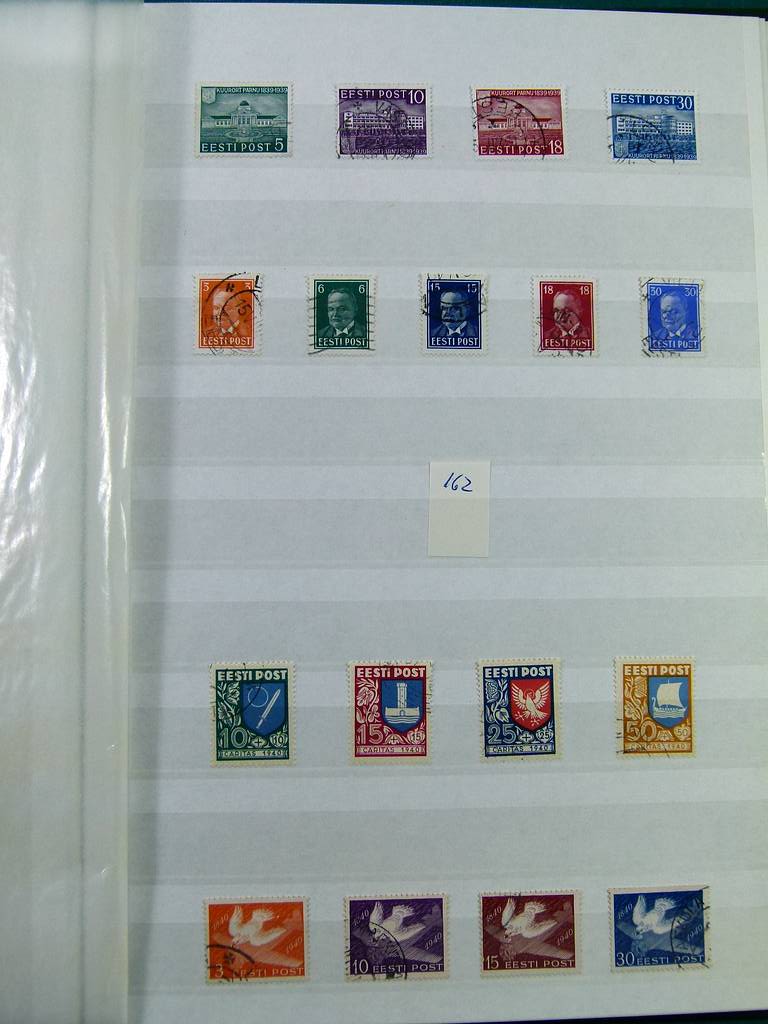 KUURORT PÄRNU 1839-1939
EESTI POST 5
EESTI POST 10
KUURORT PÄRNU 1839-1939
KUURORT PÄRNU 1839-1939
EESTI POST 18
EESTI POST 30
KUURORT PÄRNU 1839-1939
3 3
EESTI POST
6 6
EESTI POST
15 15
EESTI POST
18 18
EESTI POST
30 30
EESTI POST
162
EESTI POST
10 + 10
CARITAS 1940
EESTI POST
15 + 15
CARITAS 1940
EESTI POST
25 + 25
CARITAS 1940
EESTI POST
50 + 50
CARITAS 1940
1840
1940
3 EESTI POST
1840
1940
10 EESTI POST
1840
1940
15 EESTI POST
1840
1940
30 EESTI POST